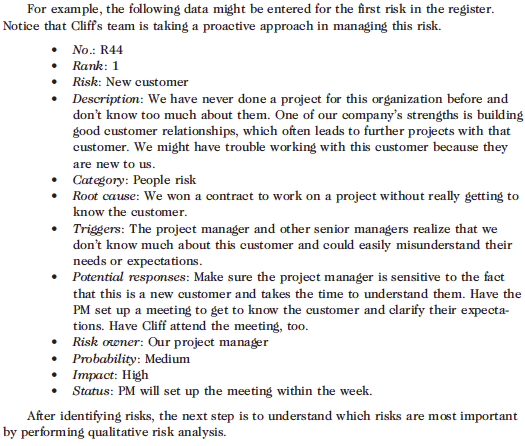 For example, the following data might be entered for the first risk in the register.
Notice that Cliff's team is taking a proactive approach in managing this risk.
• No.: R44
• Rank: 1
• Risk: New customer
• Description: We have never done a project for this organization before and
don't know too much about them. One of our company's strengths is building
good customer relationships, which often leads to further projects with that
customer. We might have trouble working with this customer because they
are new to us.
• Category: People risk
• Root cause: We won a contract to work on a project without really getting to
know the customer.
• Triggers: The project manager and other senior managers realize that we
don't know much about this customer and could easily misunderstand their
needs or expectations.
• Potential responses: Make sure the project manager is sensitive to the fact
that this is a new customer and takes the time to understand them. Have the
PM set up a meeting to get to know the customer and clarify their expecta-
tions. Have Cliff attend the meeting, too.
• Risk owner: Our project manager
• Probability: Medium
• Impact: High
• Status: PM will set up the meeting within the week.
After identifying risks, the next step is to understand which risks are most important
by performing qualitative risk analysis.